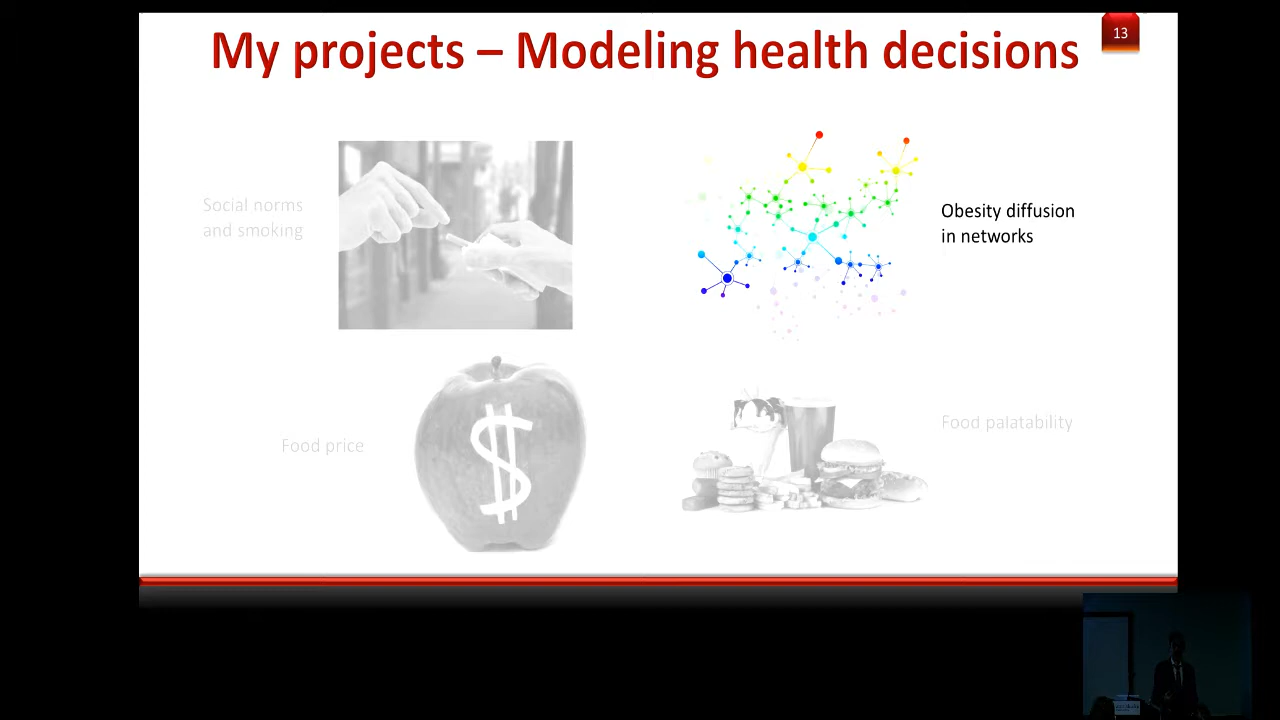 My projects – Modeling health decisions
13
Social norms
and smoking
Obesity diffusion
in networks
$
Food price
Food palatability